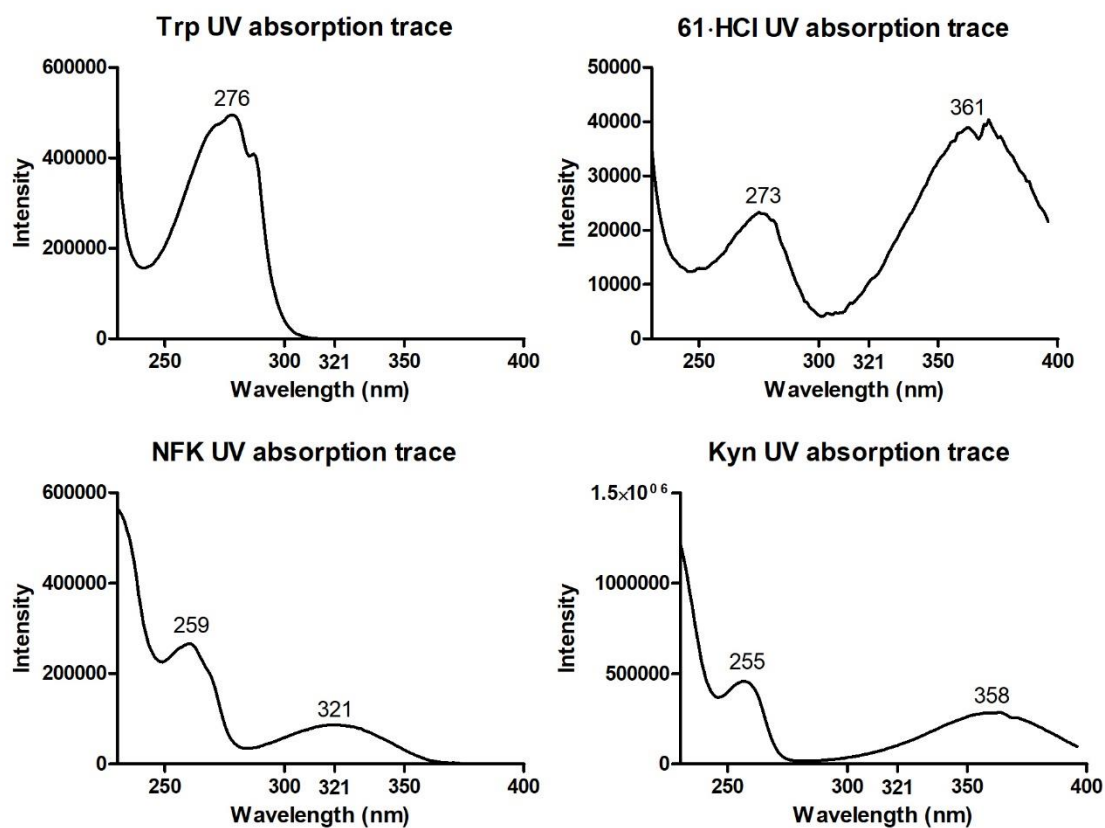 Trp UV absorption trace
600000
400000
200000
0
Intensity
276
250 300 321 350 400
Wavelength (nm)
61·HCl UV absorption trace
50000
40000
30000
20000
10000
0
Intensity
273
361
250 300 321 350 400
Wavelength (nm)
NFK UV absorption trace
600000
400000
200000
0
Intensity
259
321
250 300 321 350 400
Wavelength (nm)
Kyn UV absorption trace
1.5×10⁰⁶
1000000
500000
0
Intensity
255
358
250 300 321 350 400
Wavelength (nm)